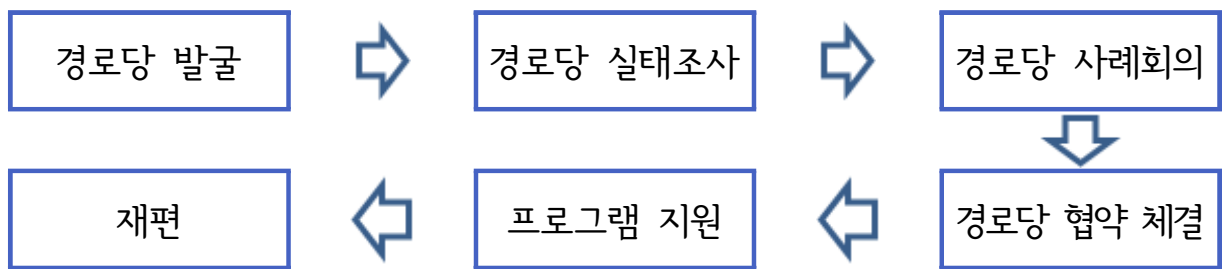 경로당 발굴
경로당 실태조사
경로당 사례회의
경로당 협약 체결
프로그램 지원
재편